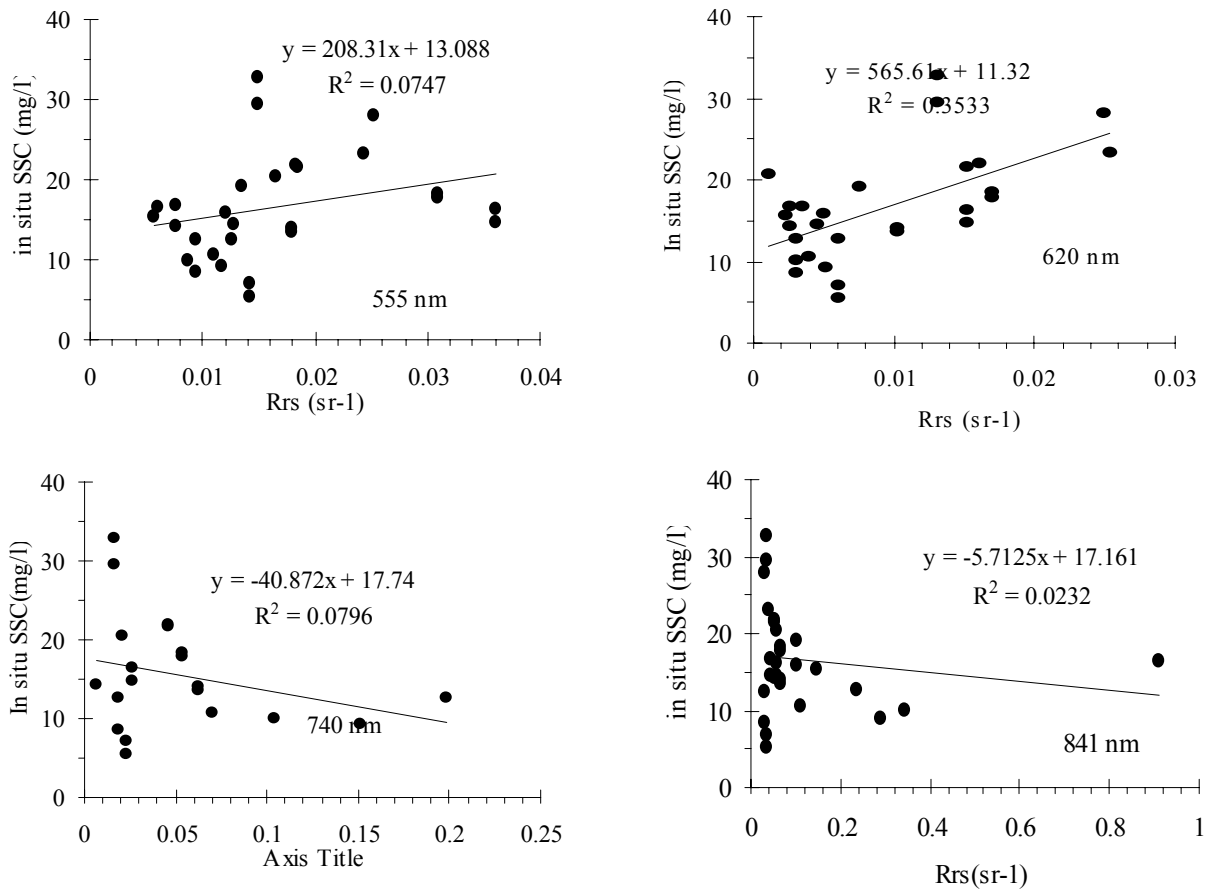 40
30
20
10
0
in situ SSC (mg/l)
y = 208.31x + 13.088
R² = 0.0747
555 nm
0 0.01 0.02 0.03 0.04
Rrs (sr-1)
40
30
20
10
0
In situ SSC (mg/l)
y = 565.61x + 11.32
R² = 0.3533
620 nm
0 0.01 0.02 0.03
Rrs (sr-1)
40
30
20
10
0
In situ SSC(mg/l)
y = -40.872x + 17.74
R² = 0.0796
740 nm
0 0.05 0.1 0.15 0.2 0.25
Axis Title
40
30
20
10
0
in situ SSC (mg/l)
y = -5.7125x + 17.161
R² = 0.0232
841 nm
0 0.2 0.4 0.6 0.8 1
Rrs(sr-1)